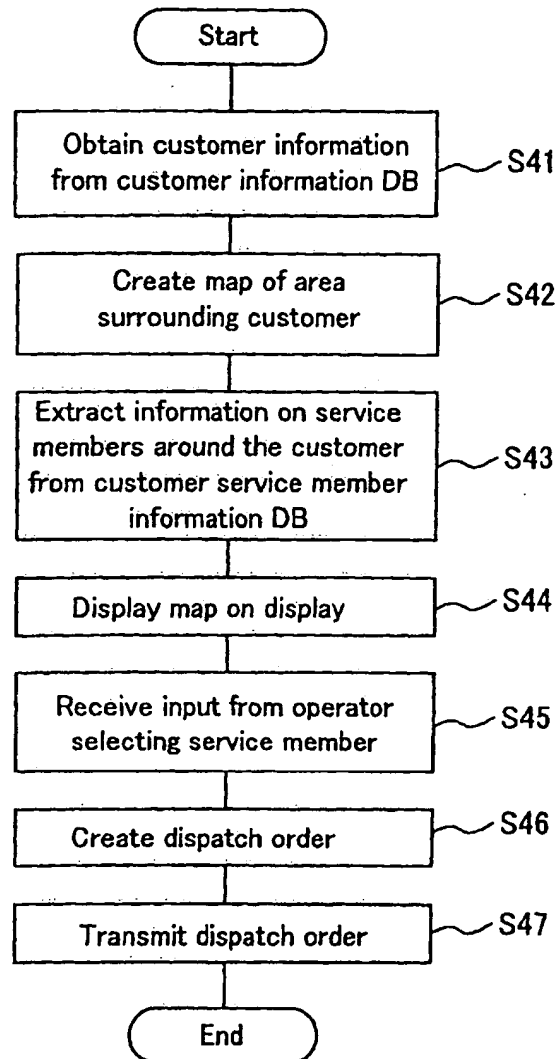 Start
Obtain customer information
from customer information DB
S41
Create map of area
surrounding customer
S42
Extract information on service
members around the customer
from customer service member
information DB
S43
Display map on display
S44
Receive input from operator
selecting service member
S45
Create dispatch order
S46
Transmit dispatch order
S47
End